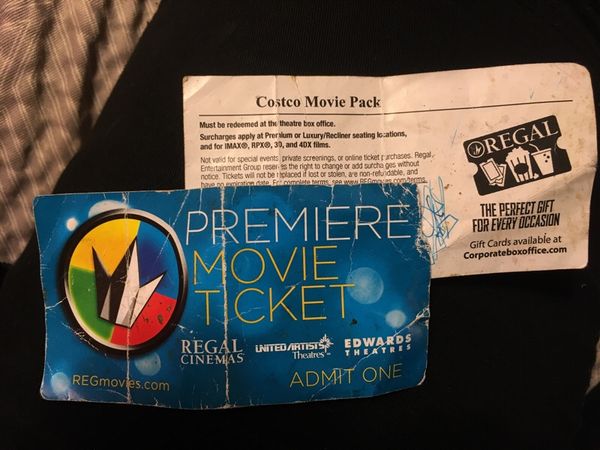 Costco Movie Pack
Must be redeemed at the theatre box office.
Surcharges apply at Premium or Luxury/Recliner seating locations,
and for IMAX®, RPX®, 3D, and 4DX films.
Not valid for special events, private screenings, or online ticket purchases. Regal
Entertainment Group reserves the right to change or add surcharges without
notice. Tickets will not be replaced if lost or stolen, are non-refundable, and
have no expiration date. For complete terms, see www.REGmovies.com/terms
REGAL
THE PERFECT GIFT
FOR EVERY OCCASION
Gift Cards available at
Corporateboxoffice.com
PREMIERE
MOVIE
TICKET
REGAL
CINEMAS
UNITED ARTISTS
Theatres
EDWARDS
THEATRES
REGmovies.com
ADMIT ONE